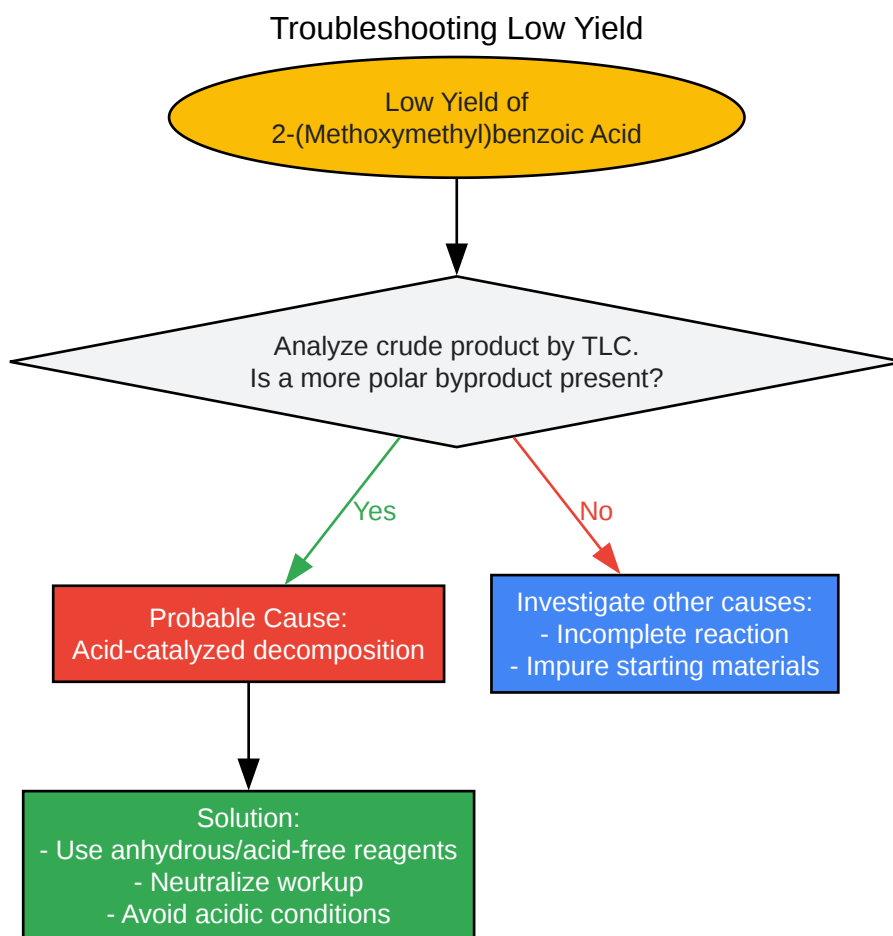 Troubleshooting Low Yield
Low Yield of
2-(Methoxymethyl)benzoic Acid
Analyze crude product by TLC.
Is a more polar byproduct present?
Yes
No
Probable Cause:
Acid-catalyzed decomposition
Investigate other causes:
- Incomplete reaction
- Impure starting materials
Solution:
- Use anhydrous/acid-free reagents
- Neutralize workup
- Avoid acidic conditions